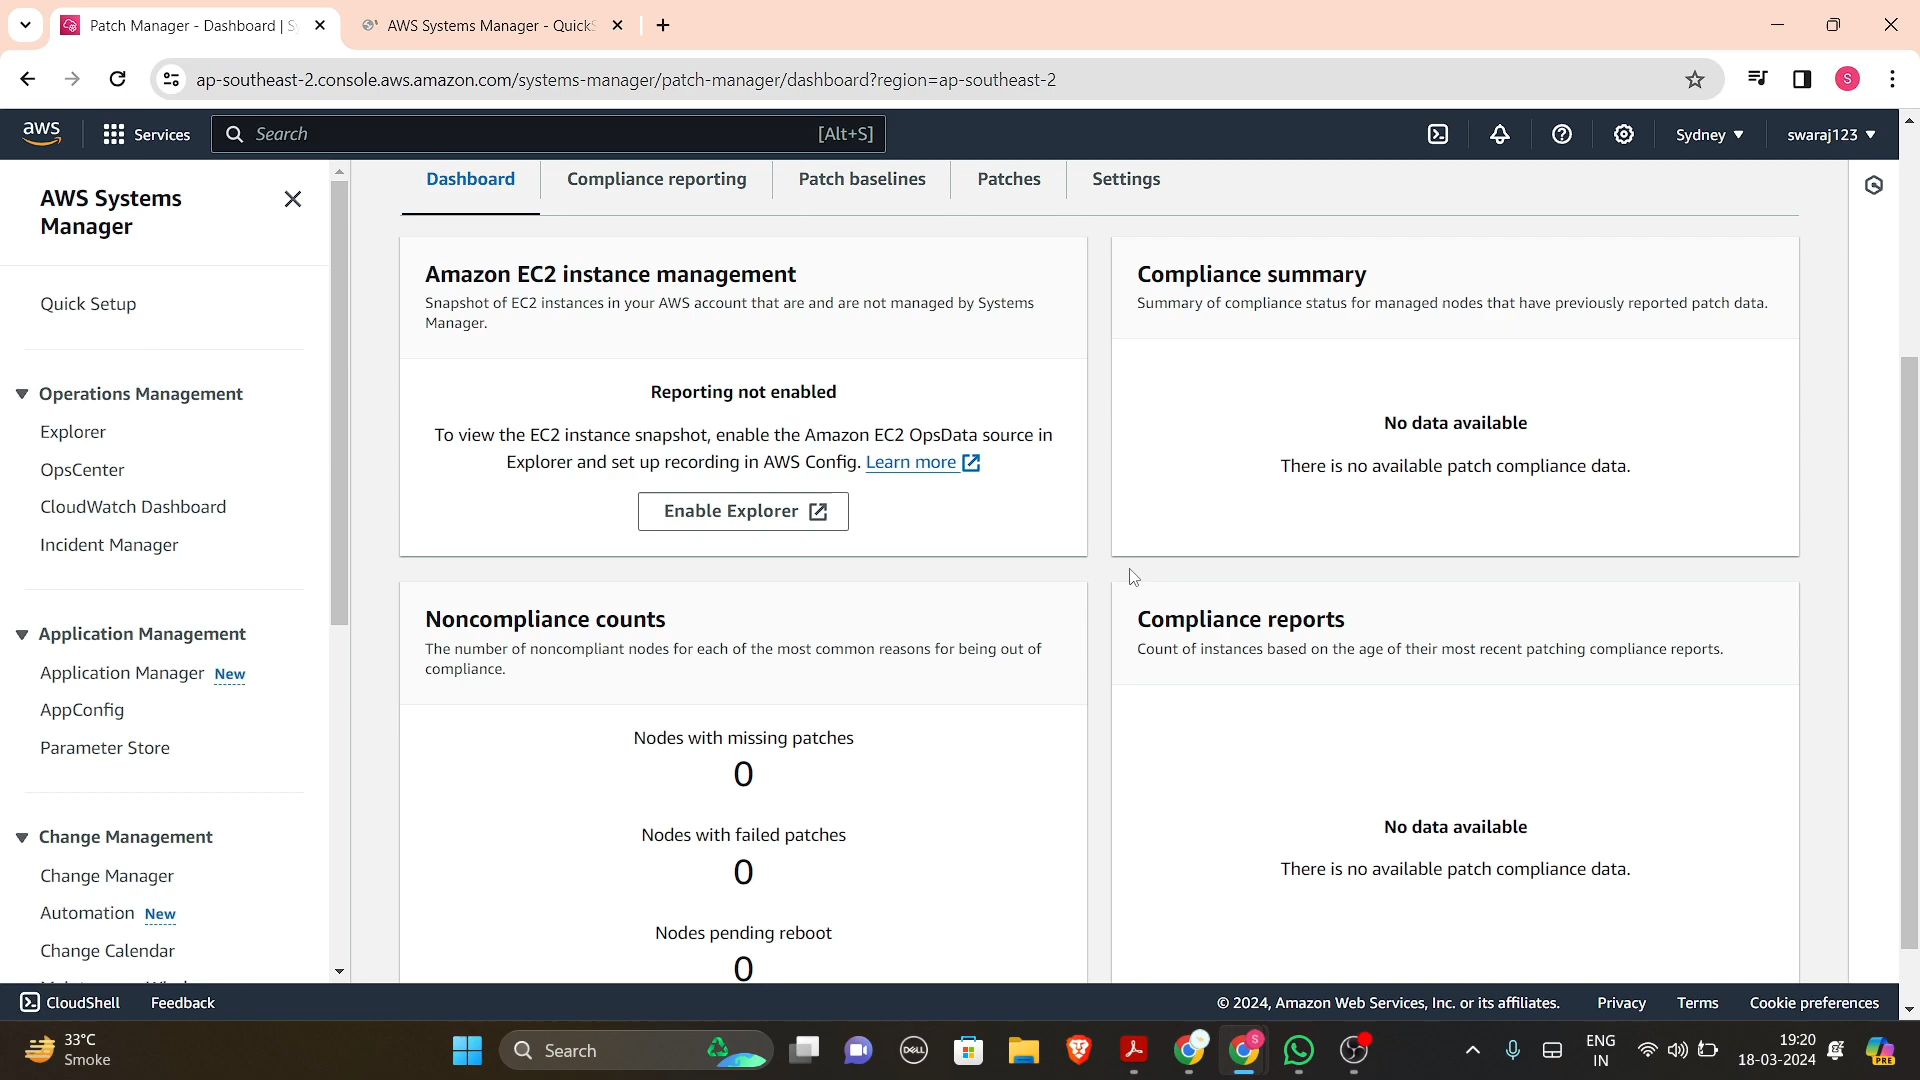 Patch Manager - Dashboard | S
AWS Systems Manager - QuickS
ap-southeast-2.console.aws.amazon.com/systems-manager/patch-manager/dashboard?region=ap-southeast-2
S
aws
Services
Search
[Alt+S]
Sydney
swaraj123
AWS Systems
Manager
Quick Setup
Operations Management
Explorer
OpsCenter
CloudWatch Dashboard
Incident Manager
Application Management
Application Manager New
AppConfig
Parameter Store
Change Management
Change Manager
Automation New
Change Calendar
Dashboard
Compliance reporting
Patch baselines
Patches
Settings
Amazon EC2 instance management
Snapshot of EC2 instances in your AWS account that are and are not managed by Systems
Manager.
Reporting not enabled
To view the EC2 instance snapshot, enable the Amazon EC2 OpsData source in
Explorer and set up recording in AWS Config. Learn more
Enable Explorer
Compliance summary
Summary of compliance status for managed nodes that have previously reported patch data.
No data available
There is no available patch compliance data.
Noncompliance counts
The number of noncompliant nodes for each of the most common reasons for being out of
compliance.
Nodes with missing patches
0
Nodes with failed patches
0
Nodes pending reboot
0
Compliance reports
Count of instances based on the age of their most recent patching compliance reports.
No data available
There is no available patch compliance data.
CloudShell
Feedback
© 2024, Amazon Web Services, Inc. or its affiliates.
Privacy
Terms
Cookie preferences
33°C
Smoke
Search
DELL
S
ENG
IN
19:20
18-03-2024
PRE